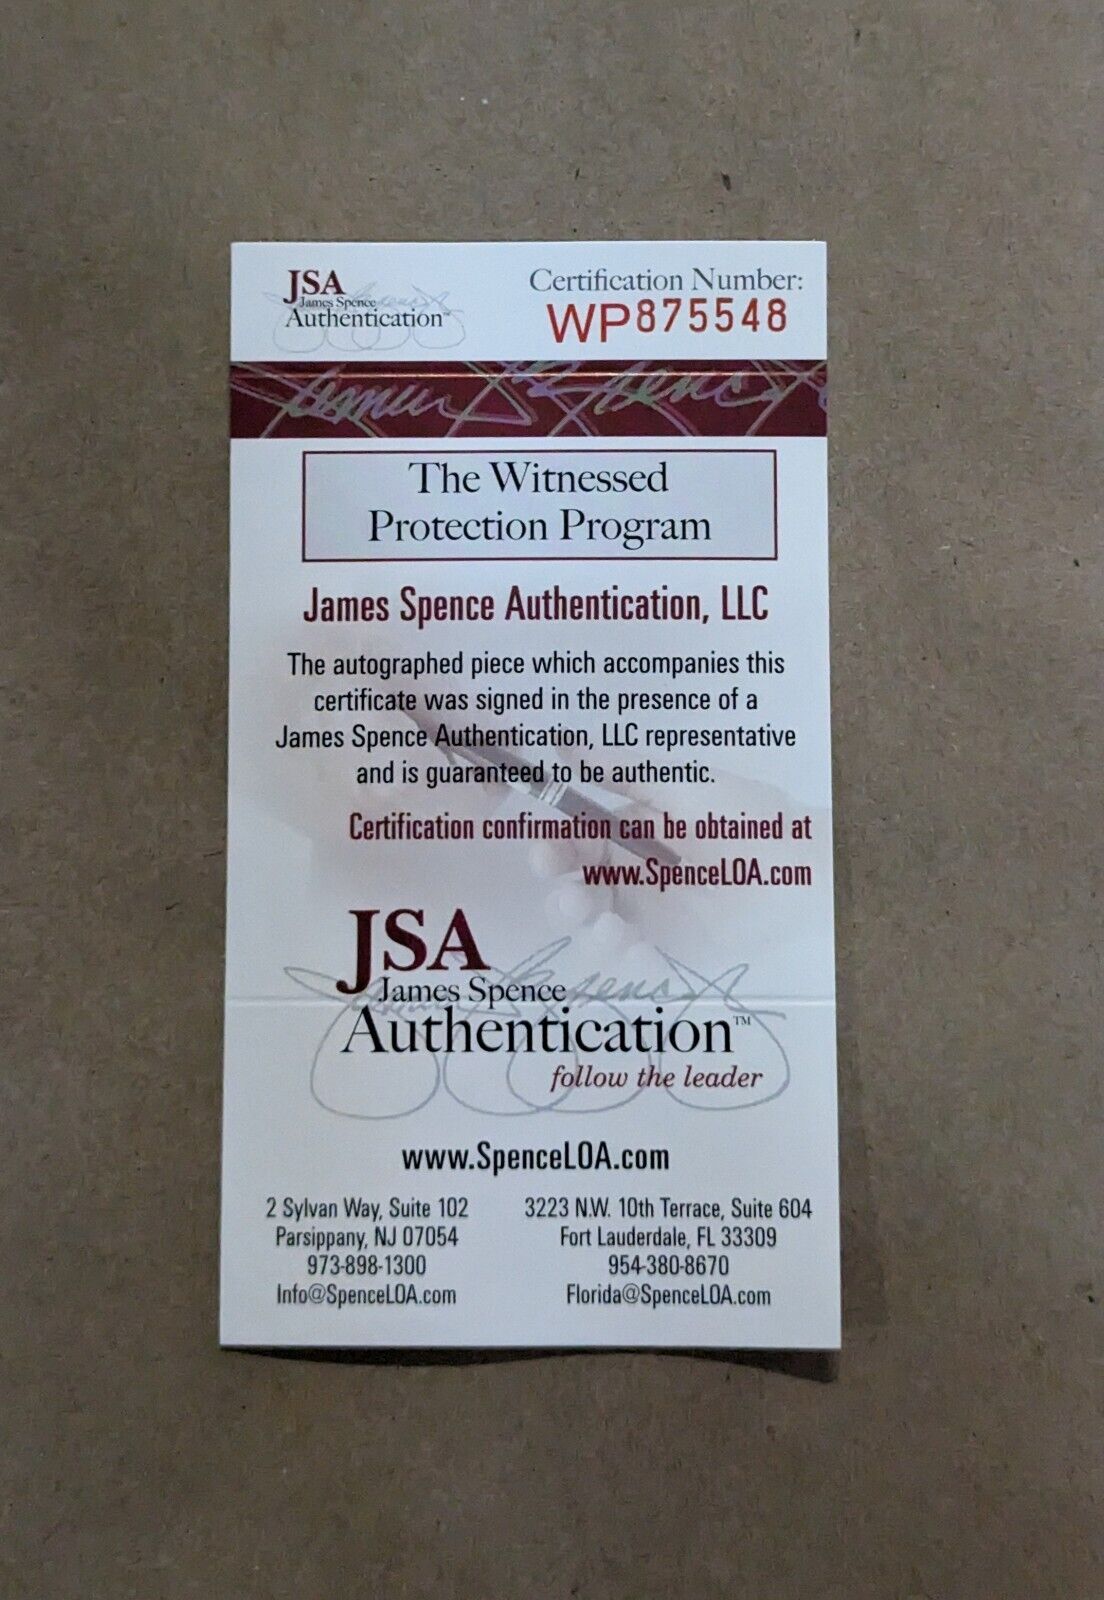 JSA
James Spence
Authentication™
Certification Number:
WP875548
James Spence
The Witnessed
Protection Program
James Spence Authentication, LLC
The autographed piece which accompanies this
certificate was signed in the presence of a
James Spence Authentication, LLC representative
and is guaranteed to be authentic.
Certification confirmation can be obtained at
www.SpenceLOA.com
JSA
James Spence
Authentication™
follow the leader
www.SpenceLOA.com
2 Sylvan Way, Suite 102
Parsippany, NJ 07054
973-898-1300
Info@SpenceLOA.com
3223 N.W. 10th Terrace, Suite 604
Fort Lauderdale, FL 33309
954-380-8670
Florida@SpenceLOA.com